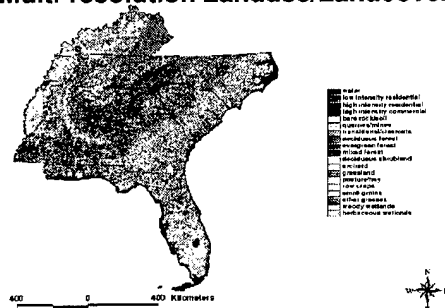 Multi-resolution Landuse/Landcover
water
low intensity residential
high intensity residential
high intensity commercial
bare rock/soil
quarries/mines
transitional/clearcuts
deciduous forest
evergreen forest
mixed forest
deciduous shrubland
orchard
grassland
pasture/hay
row crops
small grains
other grasses
woody wetlands
herbaceous wetlands
400 0 400 Kilometers
N
W
S